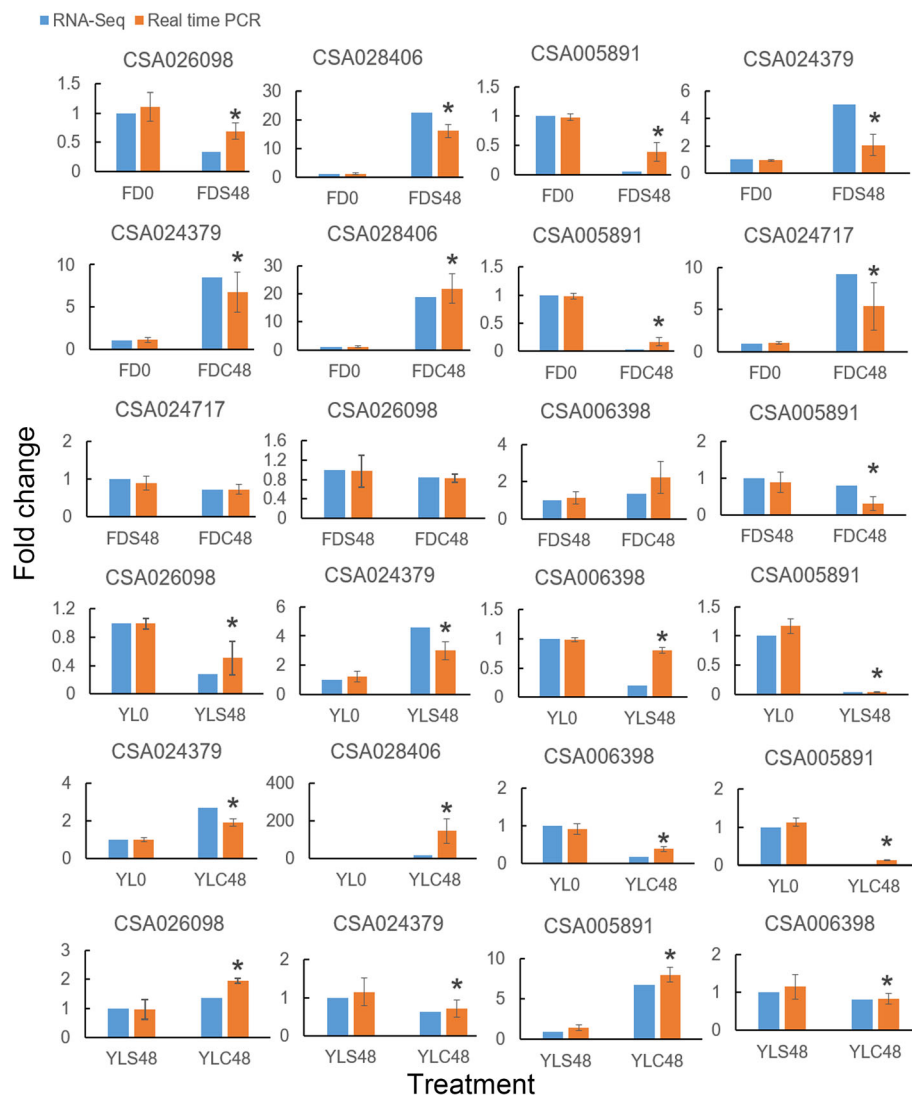 RNA-Seq Real time PCR
CSA026098 CSA028406 CSA005891 CSA024379
1.5 1 0.5 0
30 20 10 0
1.5 1 0.5 0
6 4 2 0
* * * *
FD0 FDS48 FD0 FDS48 FD0 FDS48 FD0 FDS48
CSA024379 CSA028406 CSA005891 CSA024717
10 5 0
30 20 10 0
1.5 1 0.5 0
10 5 0
* * * *
FD0 FDC48 FD0 FDC48 FD0 FDC48 FD0 FDC48
CSA024717 CSA026098 CSA006398 CSA005891
2 1 0
1.6 1.2 0.8 0.4 0
4 2 0
2 1 0
*
FDS48 FDC48 FDS48 FDC48 FDS48 FDC48 FDS48 FDC48
Fold change
CSA026098 CSA024379 CSA006398 CSA005891
1.2 0.8 0.4 0
6 4 2 0
1.5 1 0.5 0
1.5 1 0.5 0
* * * *
YL0 YLS48 YL0 YLS48 YL0 YLS48 YL0 YLS48
CSA024379 CSA028406 CSA006398 CSA005891
4 2 0
400 200 0
2 1 0
2 1 0
* * * *
YL0 YLC48 YL0 YLC48 YL0 YLC48 YL0 YLC48
CSA026098 CSA024379 CSA005891 CSA006398
3 2 1 0
2 1 0
10 5 0
2 1 0
* * * *
YLS48 YLC48 YLS48 YLC48 YLS48 YLC48 YLS48 YLC48
Treatment